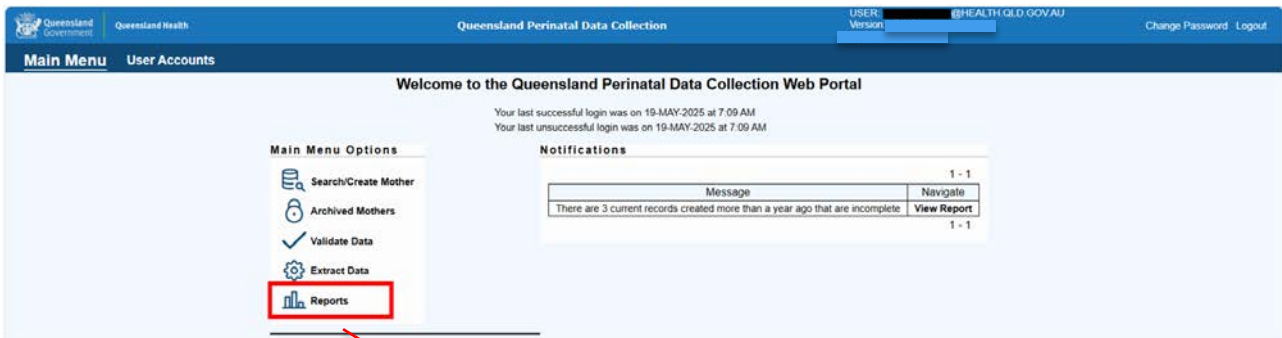 Queensland Government
Queensland Health
Queensland Perinatal Data Collection
USER: @HEALTH.QLD.GOV.AU
Version
Change Password Logout
Main Menu User Accounts
Welcome to the Queensland Perinatal Data Collection Web Portal
Your last successful login was on 19-MAY-2025 at 7:09 AM
Your last unsuccessful login was on 19-MAY-2025 at 7:09 AM
Main Menu Options
Search/Create Mother
Archived Mothers
Validate Data
Extract Data
Reports
Notifications
1 - 1
Message Navigate
There are 3 current records created more than a year ago that are incomplete View Report
1 - 1